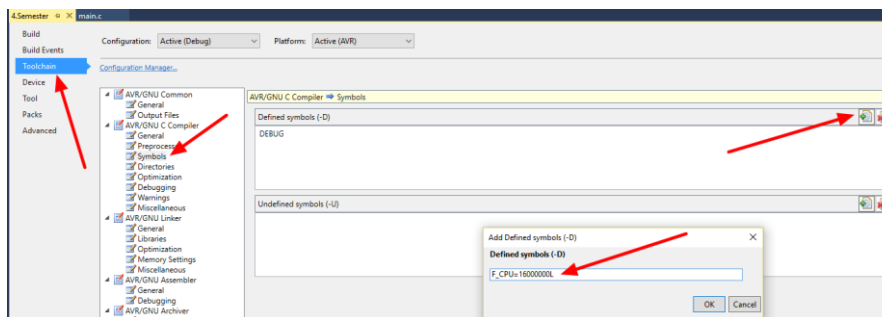 4.Semester main.c
Build
Build Events
Toolchain
Device
Tool
Packs
Advanced
Configuration: Active (Debug) Platform: Active (AVR)
Configuration Manager...
AVR/GNU Common
General
Output Files
AVR/GNU C Compiler
General
Preprocess
Symbols
Directories
Optimization
Debugging
Warnings
Miscellaneous
AVR/GNU Linker
General
Libraries
Optimization
Memory Settings
Miscellaneous
AVR/GNU Assembler
General
Debugging
AVR/GNU Archiver
AVR/GNU C Compiler Symbols
Defined symbols (-D)
DEBUG
Undefined symbols (-U)
Add Defined symbols (-D)
Defined symbols (-D)
F_CPU=16000000L
OK Cancel